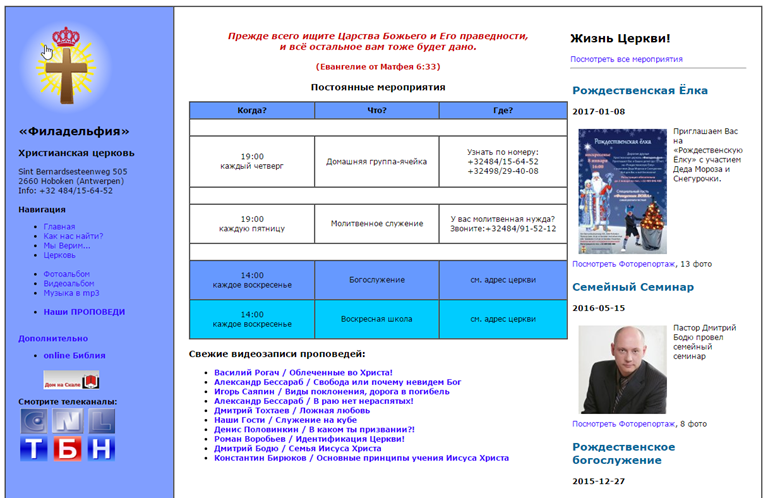 «Филадельфия»
Христианская церковь
Sint Bernardsesteenweg 505
2660 Hoboken (Antwerpen)
Info: +32 484/15-64-52
Навигация
Главная
Как нас найти?
Мы Верим...
Церковь
Фотоальбом
Видеоальбом
Музыка в mp3
Наши ПРОПОВЕДИ
Дополнительно
online Библия
Дом на Скале
Смотрите телеканалы:
CNL
ТБН
Прежде всего ищите Царства Божьего и Его праведности,
и всё остальное вам тоже будет дано.
(Евангелие от Матфея 6:33)
Постоянные мероприятия
Когда? Что? Где?
19:00
каждый четверг
Домашняя группа-ячейка
Узнать по номеру:
+32484/15-64-52
+32498/29-40-08
19:00
каждую пятницу
Молитвенное служение
У вас молитвенная нужда?
Звоните:+32484/91-52-12
14:00
каждое воскресенье
Богослужение
см. адрес церкви
14:00
каждое воскресенье
Воскресная школа
см. адрес церкви
Свежие видеозаписи проповедей:
Василий Рогач / Облеченные во Христа!
Александр Бессараб / Свобода или почему невидем Бог
Игорь Саяпин / Виды поклонения, дорога в погибель
Александр Бессараб / В раю нет нераспятых!
Дмитрий Тохтаев / Ложная любовь
Наши Гости / Служение на кубе
Денис Половинкин / В каком ты призвании?!
Роман Воробьев / Идентификация Церкви!
Дмитрий Бодю / Семья Иисуса Христа
Константин Бирюков / Основные принципы учения Иисуса Христа
Жизнь Церкви!
Посмотреть все мероприятия
Рождественская Ёлка
2017-01-08
Рождественская ёлка
Приглашаем Вас
на
«Рождественскую
Ёлку» с участием
Деда Мороза и
Снегурочки.
Посмотреть Фоторепортаж, 13 фото
Семейный Семинар
2016-05-15
Пастор Дмитрий
Бодю провел
семейный
семинар
Посмотреть Фоторепортаж, 8 фото
Рождественское
богослужение
2015-12-27